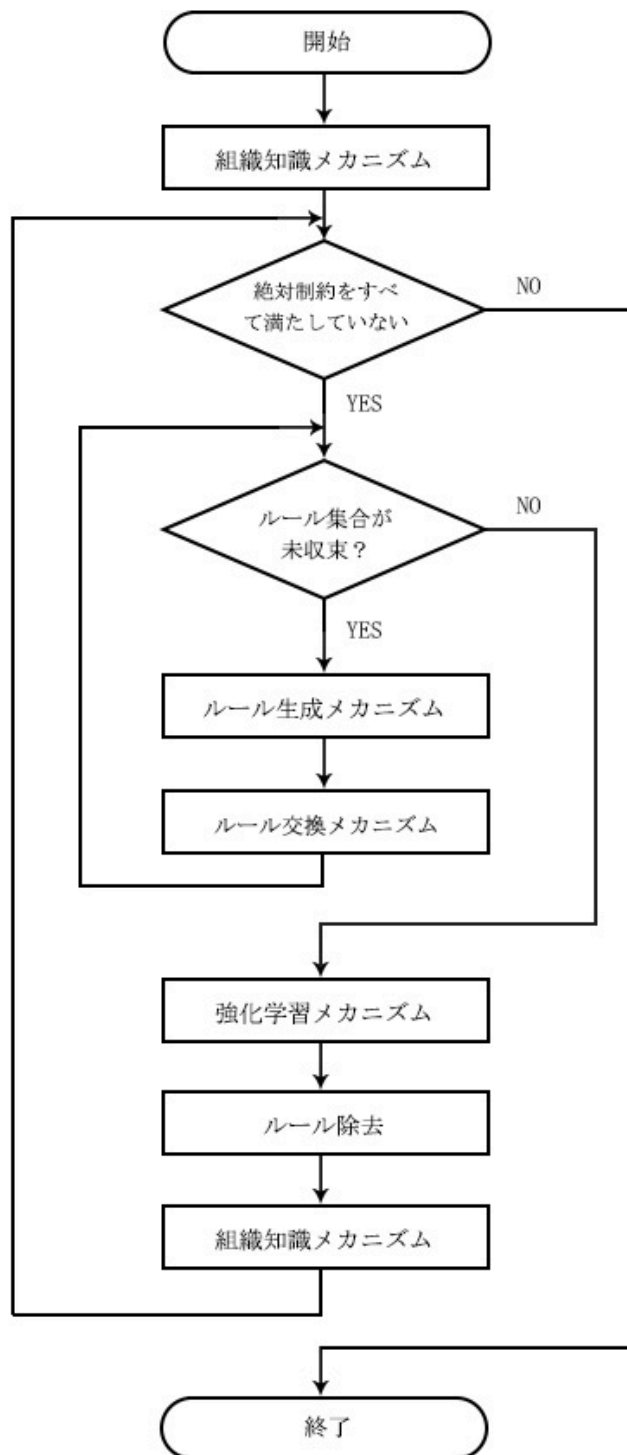 開始
組織知識メカニズム
絶対制約をすべ
て満たしていない
NO
YES
ルール集合が
未収束？
NO
YES
ルール生成メカニズム
ルール交換メカニズム
強化学習メカニズム
ルール除去
組織知識メカニズム
終了